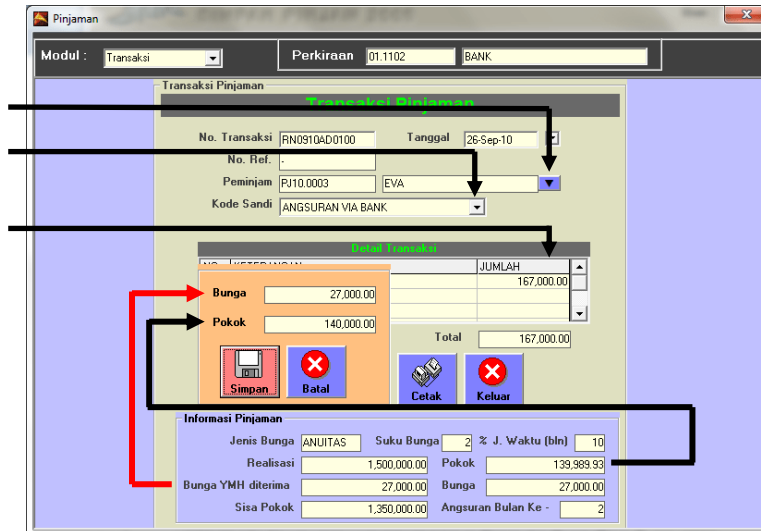 Pinjaman
Modul : Transaksi Perkiraan 01.1102 BANK
Transaksi Pinjaman
Transaksi Pinjaman
No. Transaksi RN0910AD0100 Tanggal 26-Sep-10
No. Ref. -
Peminjam PJ10.0003 EVA
Kode Sandi ANGSURAN VIA BANK
Detail Transaksi
JUMLAH
167,000.00
Bunga 27,000.00
Pokok 140,000.00
Total 167,000.00
Simpan Batal Cetak Keluar
Informasi Pinjaman
Jenis Bunga ANUITAS Suku Bunga 2 % J. Waktu (bln) 10
Realisasi 1,500,000.00 Pokok 139,989.93
Bunga YMH diterima 27,000.00 Bunga 27,000.00
Sisa Pokok 1,350,000.00 Angsuran Bulan Ke - 2